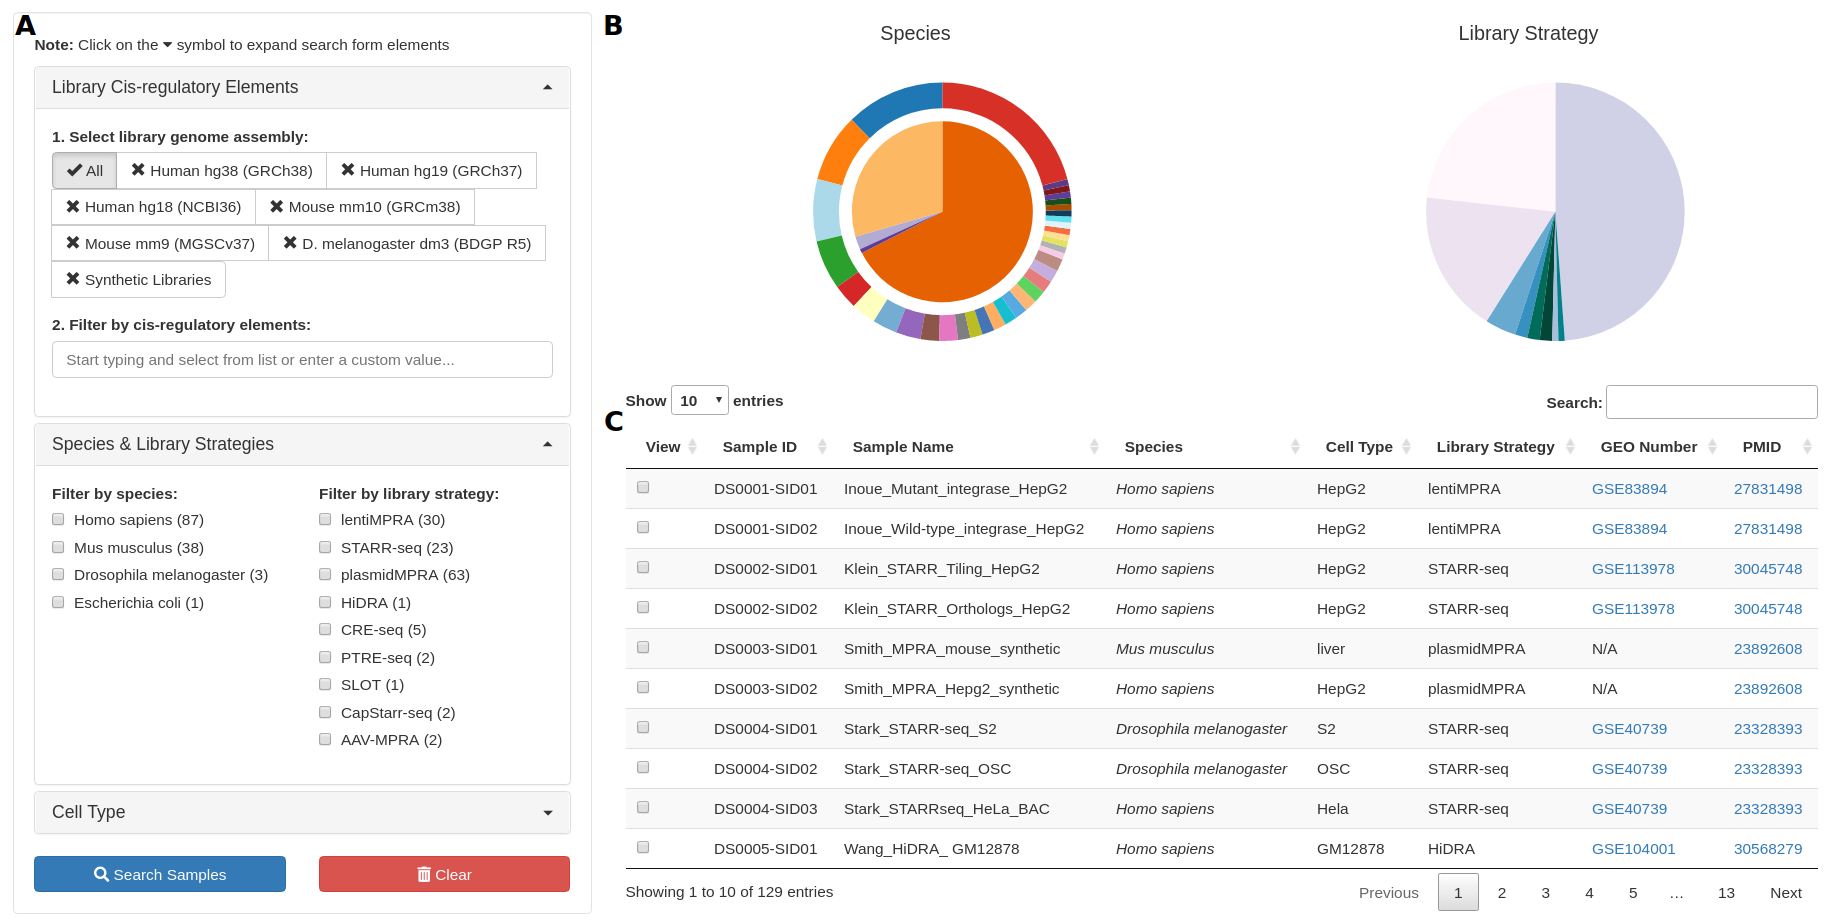 A
Note: Click on the symbol to expand search form elements
Library Cis-regulatory Elements
1. Select library genome assembly:
All Human hg38 (GRCh38) Human hg19 (GRCh37)
Human hg18 (NCBI36) Mouse mm10 (GRCm38)
Mouse mm9 (MGSCv37) D. melanogaster dm3 (BDGP R5)
Synthetic Libraries
2. Filter by cis-regulatory elements:
Start typing and select from list or enter a custom value...
Species & Library Strategies
Filter by species:
Homo sapiens (87)
Mus musculus (38)
Drosophila melanogaster (3)
Escherichia coli (1)
Filter by library strategy:
lentiMPRA (30)
STARR-seq (23)
plasmidMPRA (63)
HiDRA (1)
CRE-seq (5)
PTRE-seq (2)
SLOT (1)
CapStarr-seq (2)
AAV-MPRA (2)
Cell Type
Search Samples Clear
B
Species Library Strategy
Show 10 entries Search:
C
View Sample ID Sample Name Species Cell Type Library Strategy GEO Number PMID
DS0001-SID01 Inoue_Mutant_integrase_HepG2 Homo sapiens HepG2 lentiMPRA GSE83894 27831498
DS0001-SID02 Inoue_Wild-type_integrase_HepG2 Homo sapiens HepG2 lentiMPRA GSE83894 27831498
DS0002-SID01 Klein_STARR_Tiling_HepG2 Homo sapiens HepG2 STARR-seq GSE113978 30045748
DS0002-SID02 Klein_STARR_Orthologs_HepG2 Homo sapiens HepG2 STARR-seq GSE113978 30045748
DS0003-SID01 Smith_MPRA_mouse_synthetic Mus musculus liver plasmidMPRA N/A 23892608
DS0003-SID02 Smith_MPRA_Hepg2_synthetic Homo sapiens HepG2 plasmidMPRA N/A 23892608
DS0004-SID01 Stark_STARR-seq_S2 Drosophila melanogaster S2 STARR-seq GSE40739 23328393
DS0004-SID02 Stark_STARR-seq_OSC Drosophila melanogaster OSC STARR-seq GSE40739 23328393
DS0004-SID03 Stark_STARRseq_HeLa_BAC Homo sapiens Hela STARR-seq GSE40739 23328393
DS0005-SID01 Wang_HiDRA_ GM12878 Homo sapiens GM12878 HiDRA GSE104001 30568279
Showing 1 to 10 of 129 entries Previous 1 2 3 4 5 … 13 Next